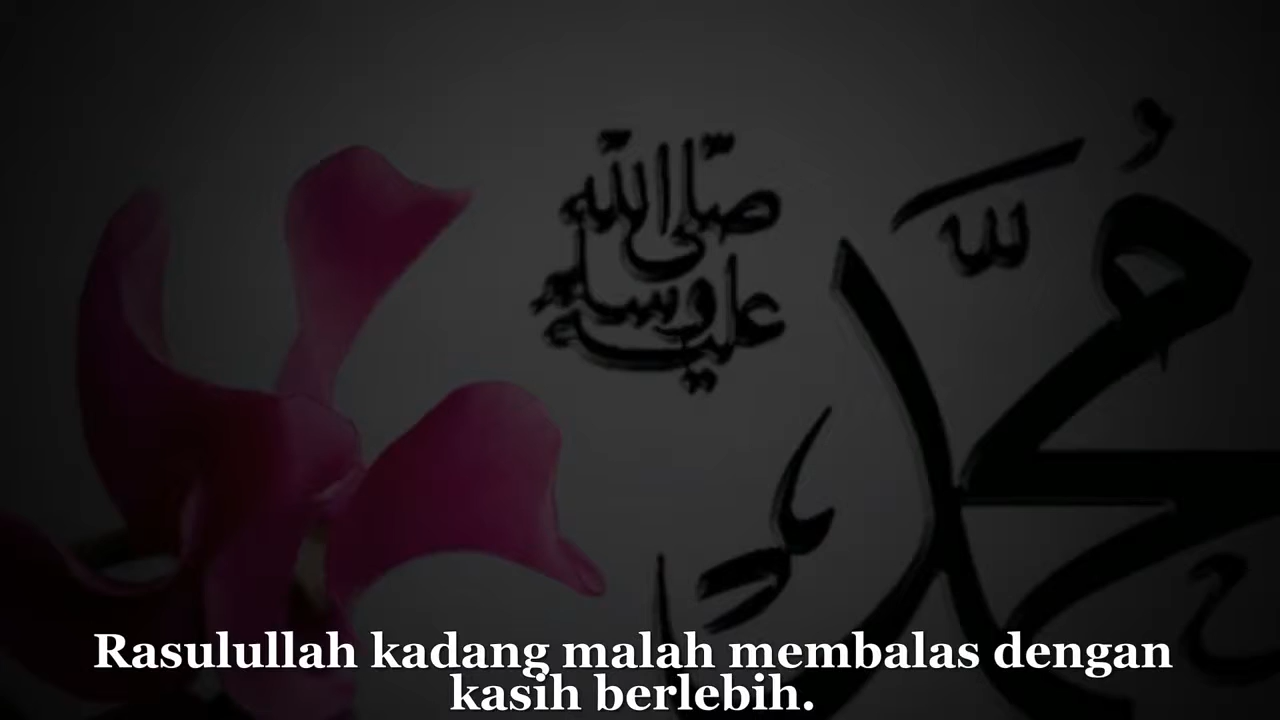 محمد
صلى الله
عليه وسلم
Rasulullah kadang malah membalas dengan
kasih berlebih.